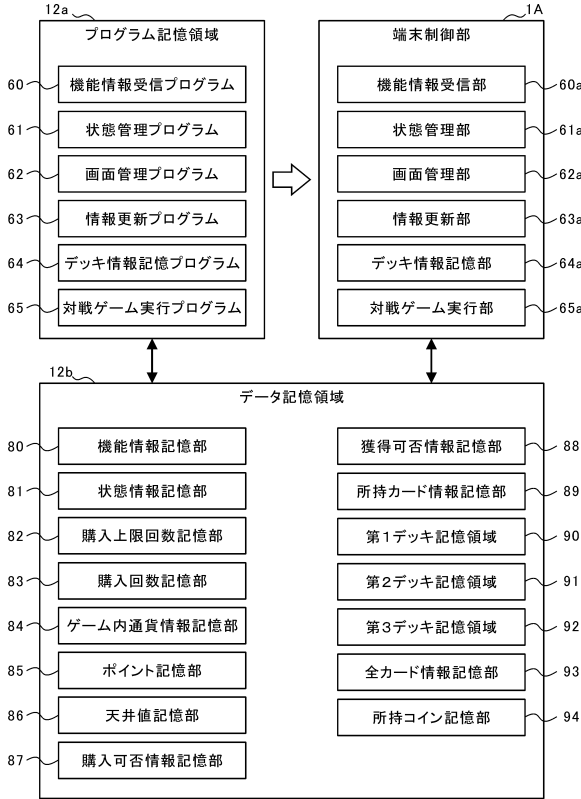 12a
プログラム記憶領域
60 機能情報受信プログラム
61 状態管理プログラム
62 画面管理プログラム
63 情報更新プログラム
64 デッキ情報記憶プログラム
65 対戦ゲーム実行プログラム
1A
端末制御部
機能情報受信部 60a
状態管理部 61a
画面管理部 62a
情報更新部 63a
デッキ情報記憶部 64a
対戦ゲーム実行部 65a
12b
データ記憶領域
80 機能情報記憶部
81 状態情報記憶部
82 購入上限回数記憶部
83 購入回数記憶部
84 ゲーム内通貨情報記憶部
85 ポイント記憶部
86 天井値記憶部
87 購入可否情報記憶部
獲得可否情報記憶部 88
所持カード情報記憶部 89
第1デッキ記憶領域 90
第2デッキ記憶領域 91
第3デッキ記憶領域 92
全カード情報記憶部 93
所持コイン記憶部 94